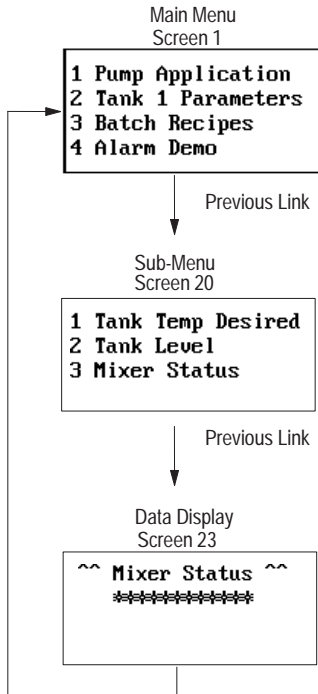 Main Menu
Screen 1
1 Pump Application
2 Tank 1 Parameters
3 Batch Recipes
4 Alarm Demo
Previous Link
Sub-Menu
Screen 20
1 Tank Temp Desired
2 Tank Level
3 Mixer Status
Previous Link
Data Display
Screen 23
^^ Mixer Status ^^
************